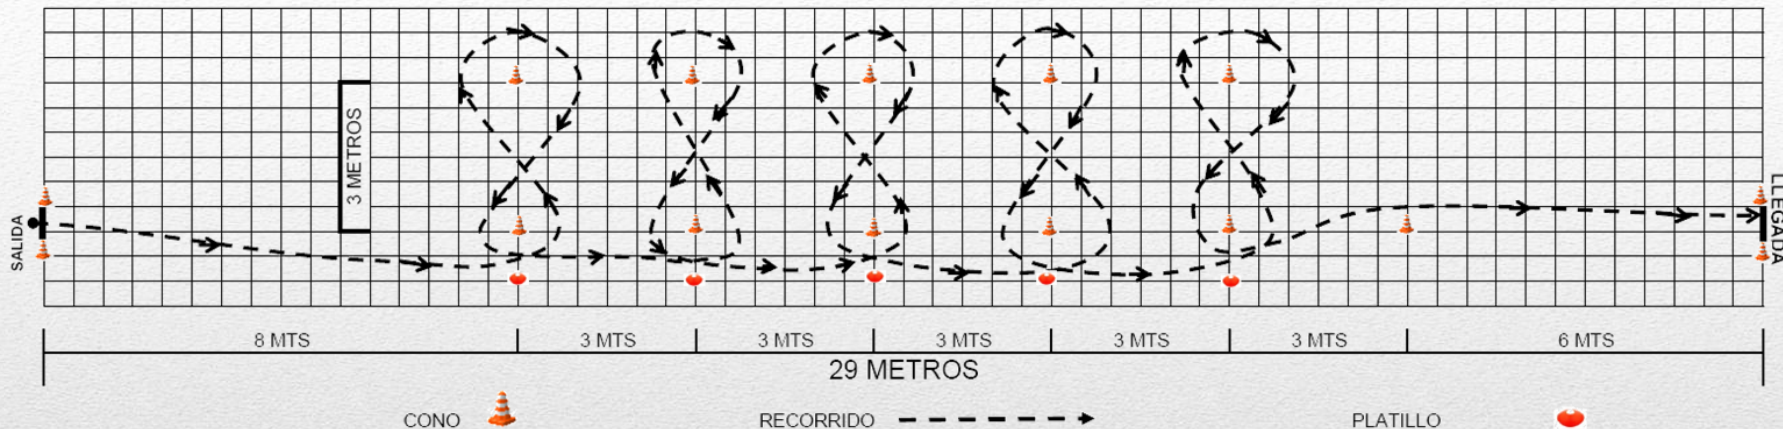 3 METROS
SALIDA
LLEGADA
8 MTS
3 MTS
3 MTS
3 MTS
3 MTS
3 MTS
6 MTS
29 METROS
CONO
RECORRIDO
PLATILLO